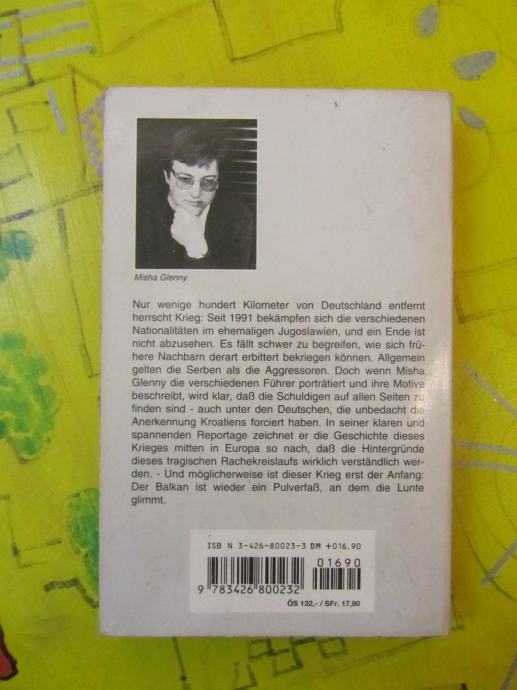 Misha Glenny
Nur wenige hundert Kilometer von Deutschland entfernt
herrscht Krieg: Seit 1991 bekämpfen sich die verschiedenen
Nationalitäten im ehemaligen Jugoslawien, und ein Ende ist
nicht abzusehen. Es fällt schwer zu begreifen, wie sich frü-
here Nachbarn derart erbittert bekriegen können. Allgemein
gelten die Serben als die Aggressoren. Doch wenn Misha
Glenny die verschiedenen Führer porträtiert und ihre Motive
beschreibt, wird klar, daß die Schuldigen auf allen Seiten zu
finden sind - auch unter den Deutschen, die unbedacht die
Anerkennung Kroatiens forciert haben. In seiner klaren und
spannenden Reportage zeichnet er die Geschichte dieses
Krieges mitten in Europa so nach, daß die Hintergründe
dieses tragischen Rachekreislaufs wirklich verständlich wer-
den. - Und möglicherweise ist dieser Krieg erst der Anfang:
Der Balkan ist wieder ein Pulverfaß, an dem die Lunte
glimmt.
ISB N 3-426-80023-3 DM +016.90
01690
9 783426 800232
ÖS 132,- / SFr. 17,90